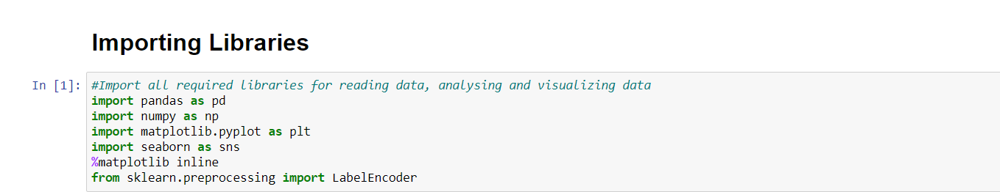 Importing Libraries
In [1]: #Import all required libraries for reading data, analysing and visualizing data
import pandas as pd
import numpy as np
import matplotlib.pyplot as plt
import seaborn as sns
%matplotlib inline
from sklearn.preprocessing import LabelEncoder